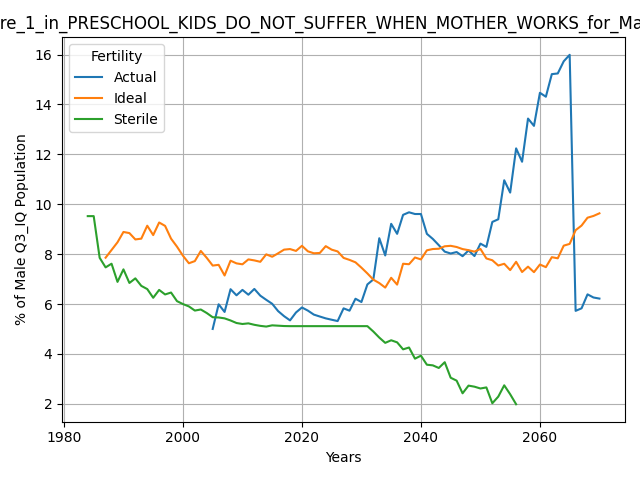 re_1_in_PRESCHOOL_KIDS_DO_NOT_SUFFER_WHEN_MOTHER_WORKS_for_Ma
Fertility
Actual
Ideal
Sterile
% of Male Q3_IQ Population
16
14
12
10
8
6
4
2
1980
2000
2020
2040
2060
Years